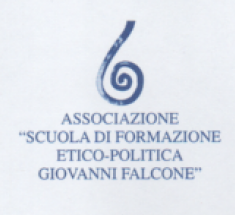 ASSOCIAZIONE
“SCUOLA DI FORMAZIONE
ETICO-POLITICA
GIOVANNI FALCONE”